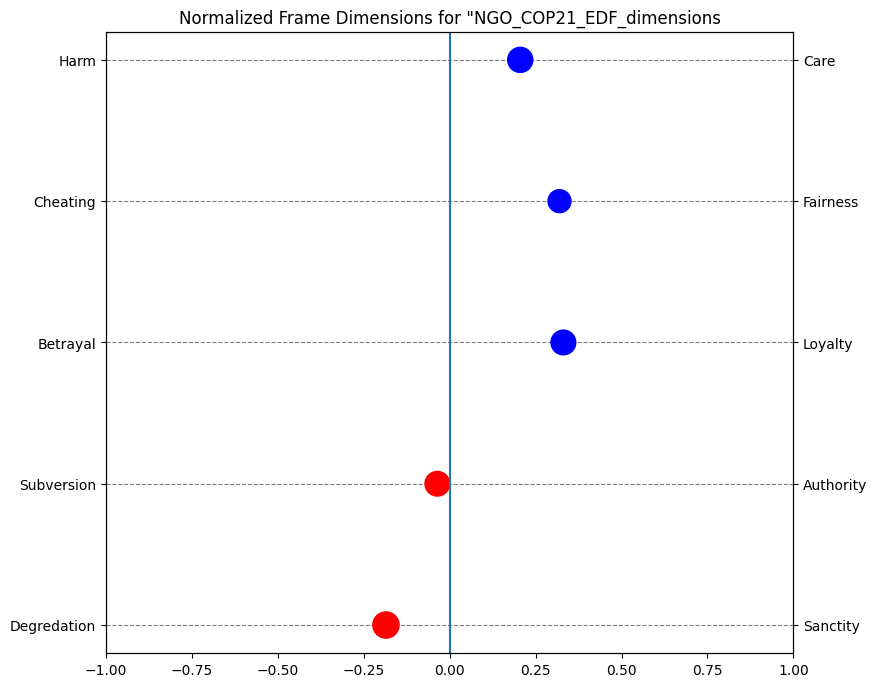 Normalized Frame Dimensions for "NGO_COP21_EDF_dimensions
Harm Care
Cheating Fairness
Betrayal Loyalty
Subversion Authority
Degredation Sanctity
−1.00 −0.75 −0.50 −0.25 0.00 0.25 0.50 0.75 1.00